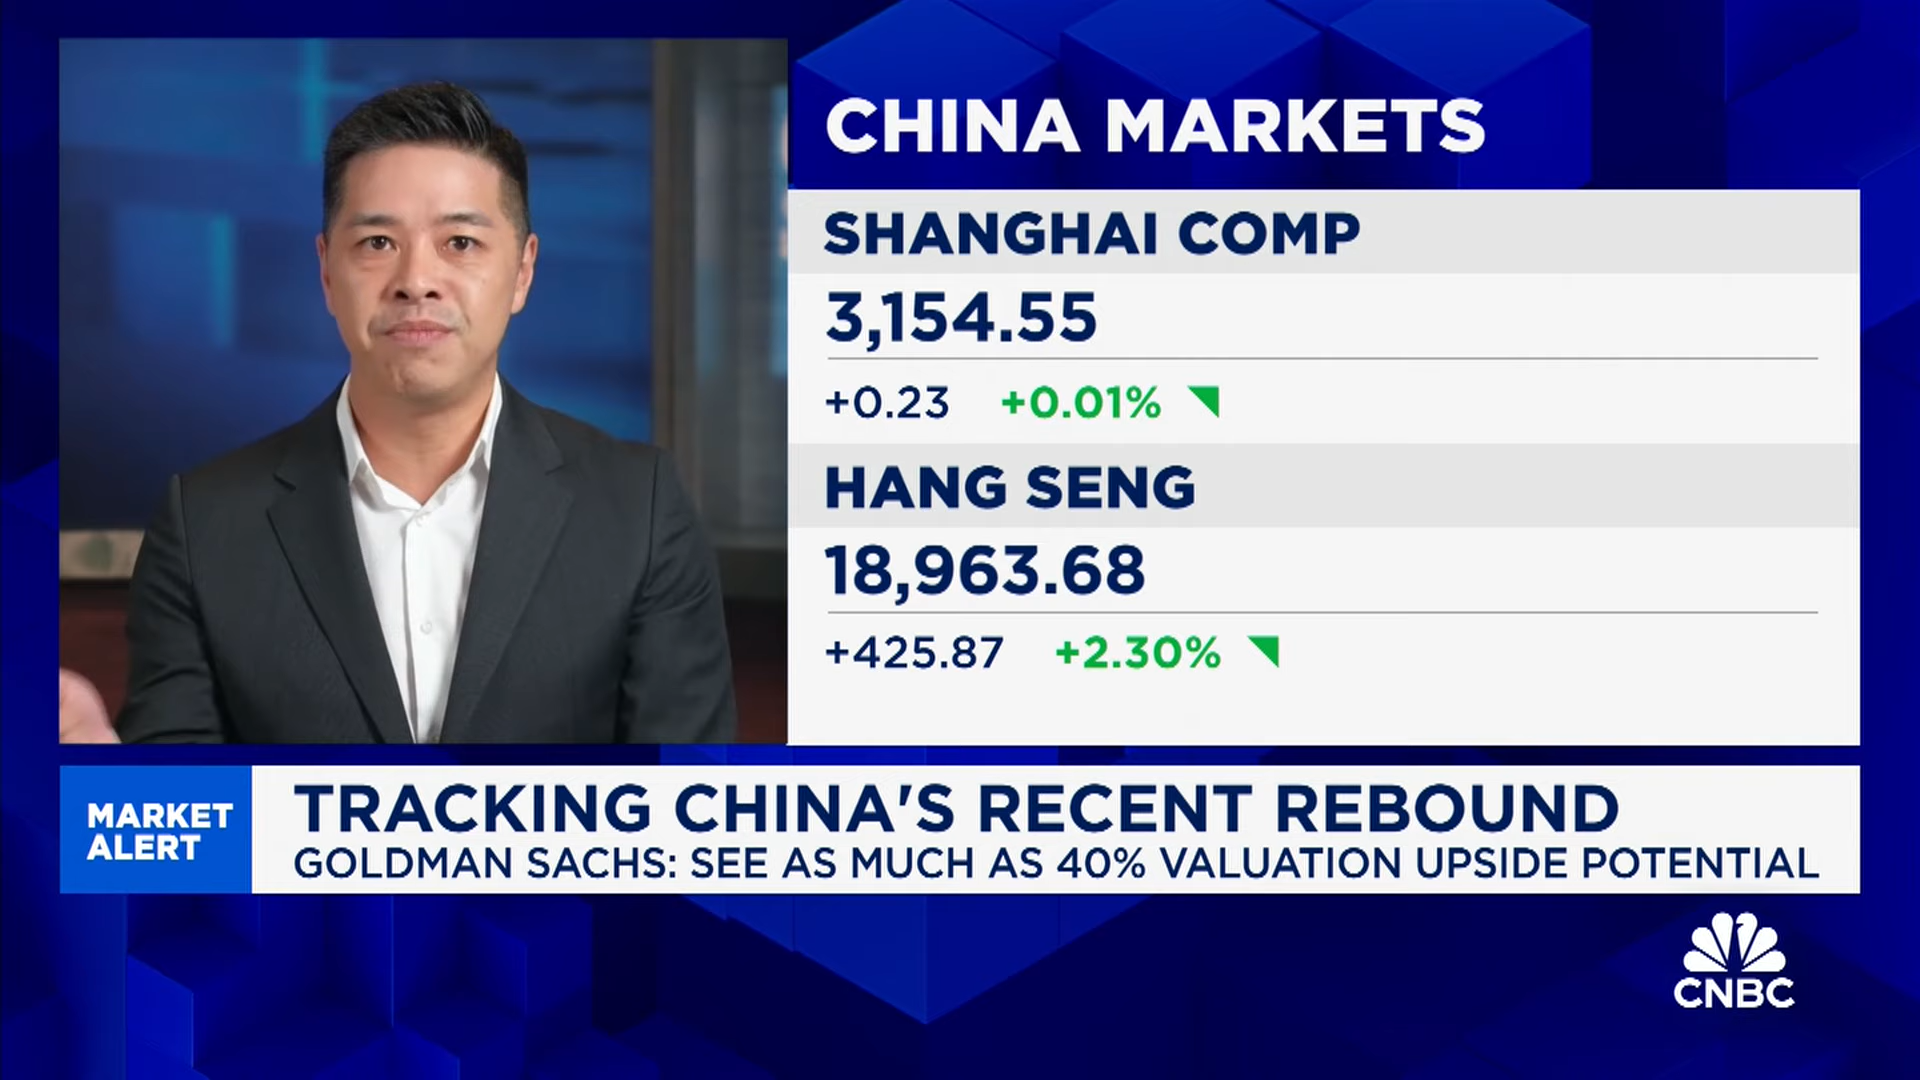 CHINA MARKETS
SHANGHAI COMP
3,154.55
+0.23 +0.01%
HANG SENG
18,963.68
+425.87 +2.30%
MARKET
ALERT
TRACKING CHINA'S RECENT REBOUND
GOLDMAN SACHS: SEE AS MUCH AS 40% VALUATION UPSIDE POTENTIAL
CNBC